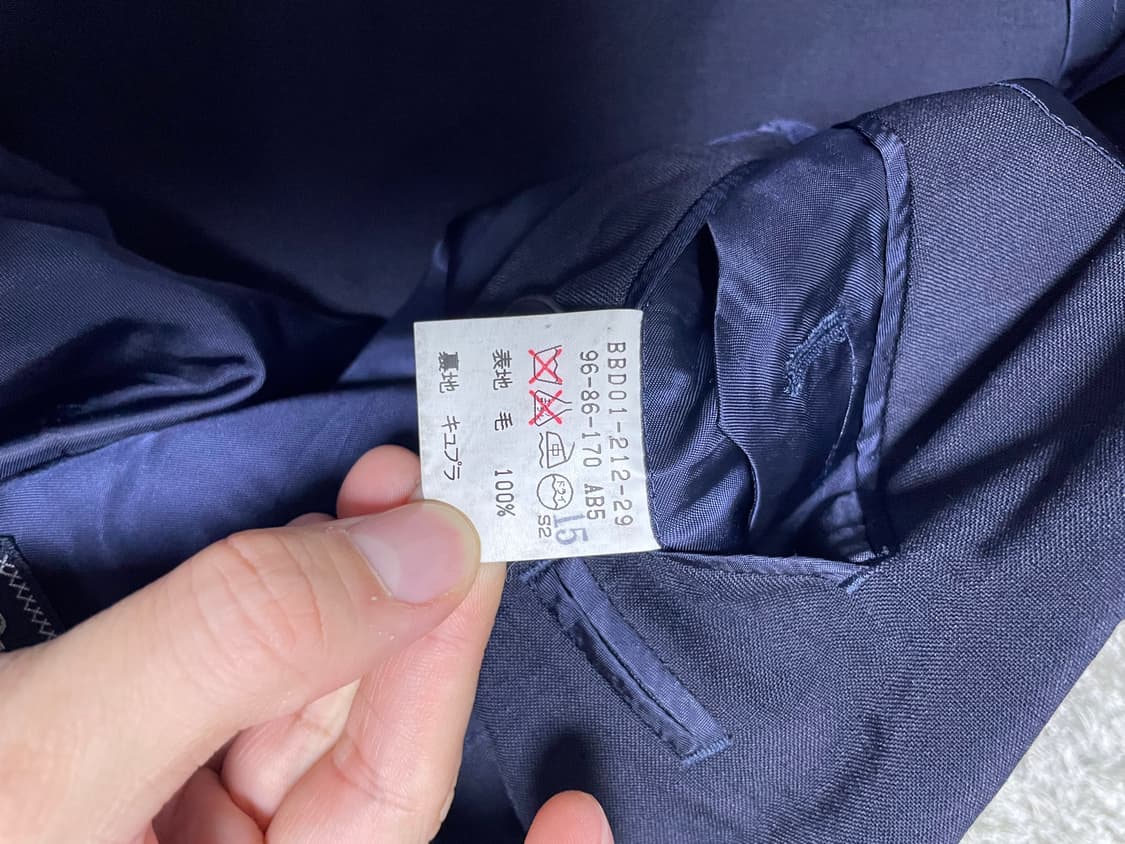 BBD01-212-29
96-86-170 AB5
15
ドライ
S2
表地 毛 100%
裏地 キュプラ